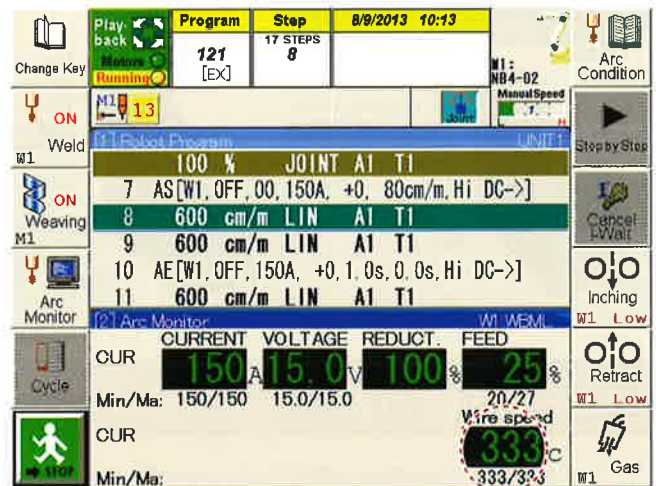 Change Key
Play-
back
Motors
Running
Program
121
[EX]
Step
17 STEPS
8
8/9/2013 10:13
M1:
NB4-02
Arc
Condition
ON
Weld
W1
M1
13
Joint
Manual Speed
1
H
Step by Step
[1] Robot Program
UNIT1
100 % JOINT A1 T1
7 AS[W1,OFF,00,150A, +0, 80cm/m,Hi DC->]
8 600 cm/m LIN A1 T1
9 600 cm/m LIN A1 T1
10 AE[W1,OFF,150A, +0,1.0s,0.0s,Hi DC->]
11 600 cm/m LIN A1 T1
ON
Weaving
M1
Cancel
I-Wait
Arc
Monitor
Inching
W1 Low
[2] Arc Monitor
W1 WBML
CURRENT VOLTAGE REDUCT. FEED
CUR 150 A 15.0 V 100 % 25 %
Min/Ma: 150/150 15.0/15.0 20/27
Cycle
Retract
W1 Low
Wire speed
CUR 333 C
Min/Ma: 333/333
STOP
Gas
W1